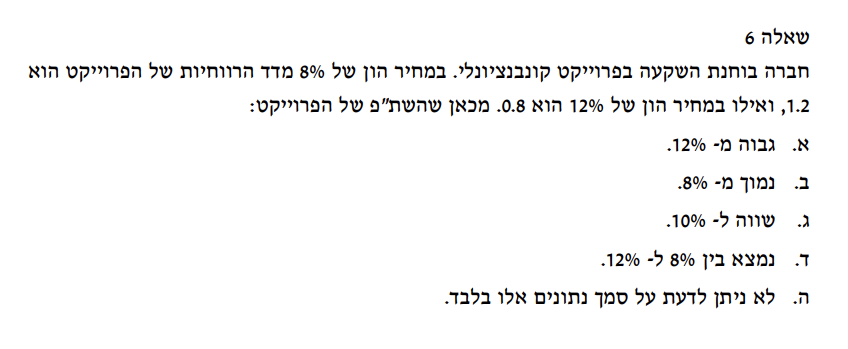 שאלה 6
חברה בוחנת השקעה בפרוייקט קונבנציונלי. במחיר הון של 8% מדד הרווחיות של הפרוייקט הוא
1.2, ואילו במחיר הון של 12% הוא 0.8. מכאן שהשת"פ של הפרוייקט:
א. גבוה מ- 12%.
ב. נמוך מ- 8%.
ג. שווה ל- 10%.
ד. נמצא בין 8% ל- 12%.
ה. לא ניתן לדעת על סמך נתונים אלו בלבד.